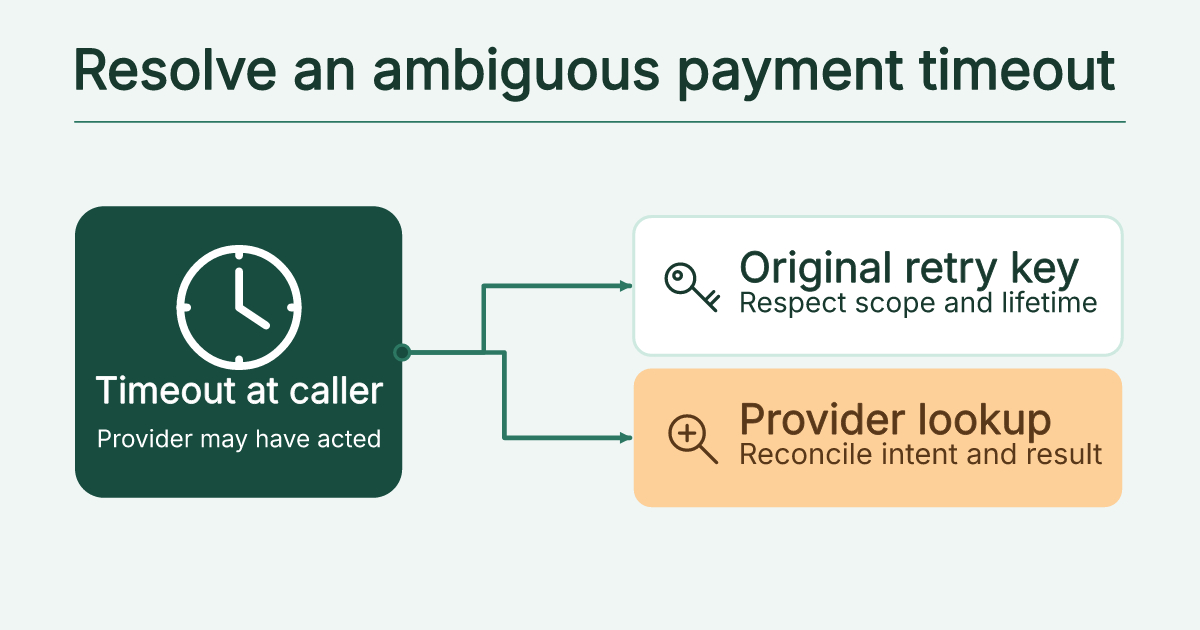 Resolve an ambiguous payment timeout
Timeout at caller
Provider may have acted
Original retry key
Respect scope and lifetime
Provider lookup
Reconcile intent and result